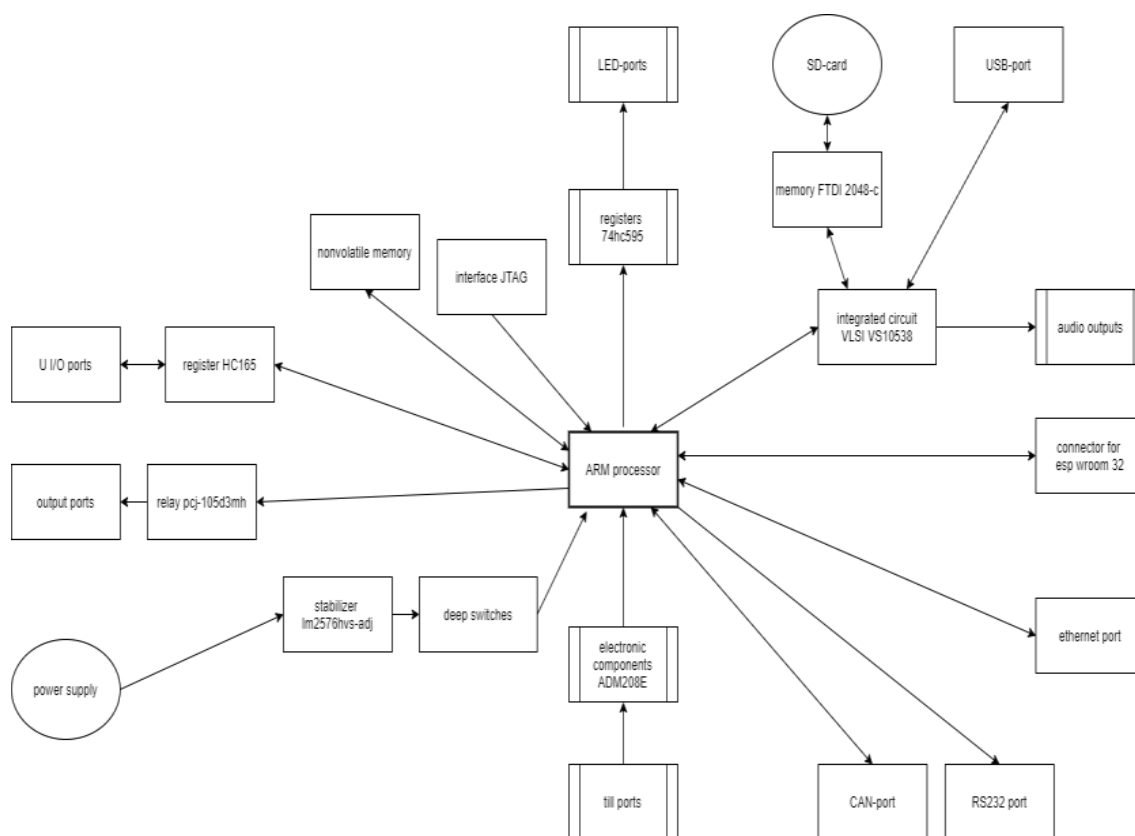 LED-ports
SD-card
USB-port
memory FTDI 2048-c
registers
74hc595
nonvolatile memory
interface JTAG
integrated circuit
VLSI VS10538
audio outputs
U I/O ports
register HC165
ARM processor
connector for
esp wroom 32
output ports
relay pcj-105d3mh
stabilizer
lm2576hvs-adj
deep switches
electronic
components
ADM208E
ethernet port
power supply
till ports
CAN-port
RS232 port